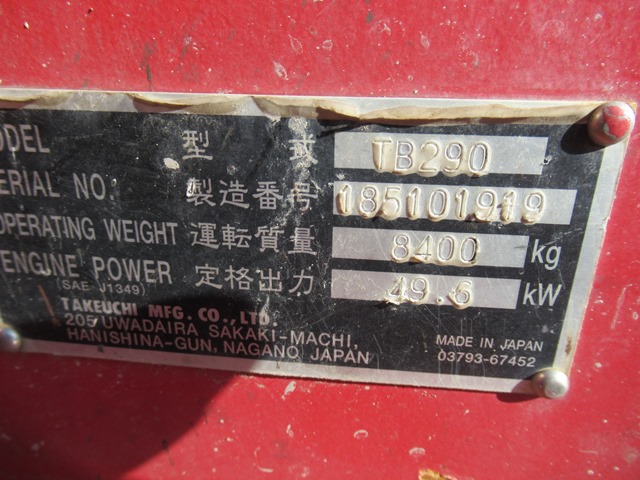 ODEL 型 式 TB290
ERIAL NO. 製造番号 185101919
OPERATING WEIGHT 運転質量 8400 kg
ENGINE POWER 定格出力 49.6 kW
(SAE J1349)
TAKEUCHI MFG. CO., LTD.
205 UWADAIRA SAKAKI-MACHI,
HANISHINA-GUN, NAGANO JAPAN
MADE IN JAPAN
03793-67452